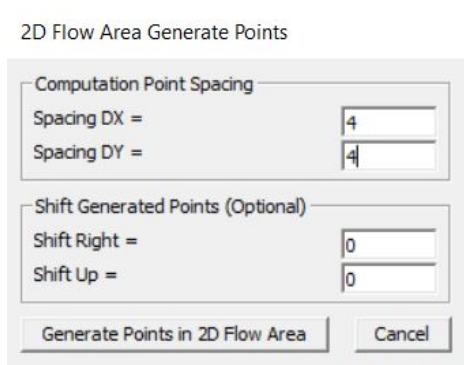 2D Flow Area Generate Points
Computation Point Spacing
Spacing DX = 4
Spacing DY = 4
Shift Generated Points (Optional)
Shift Right = 0
Shift Up = 0
Generate Points in 2D Flow Area Cancel